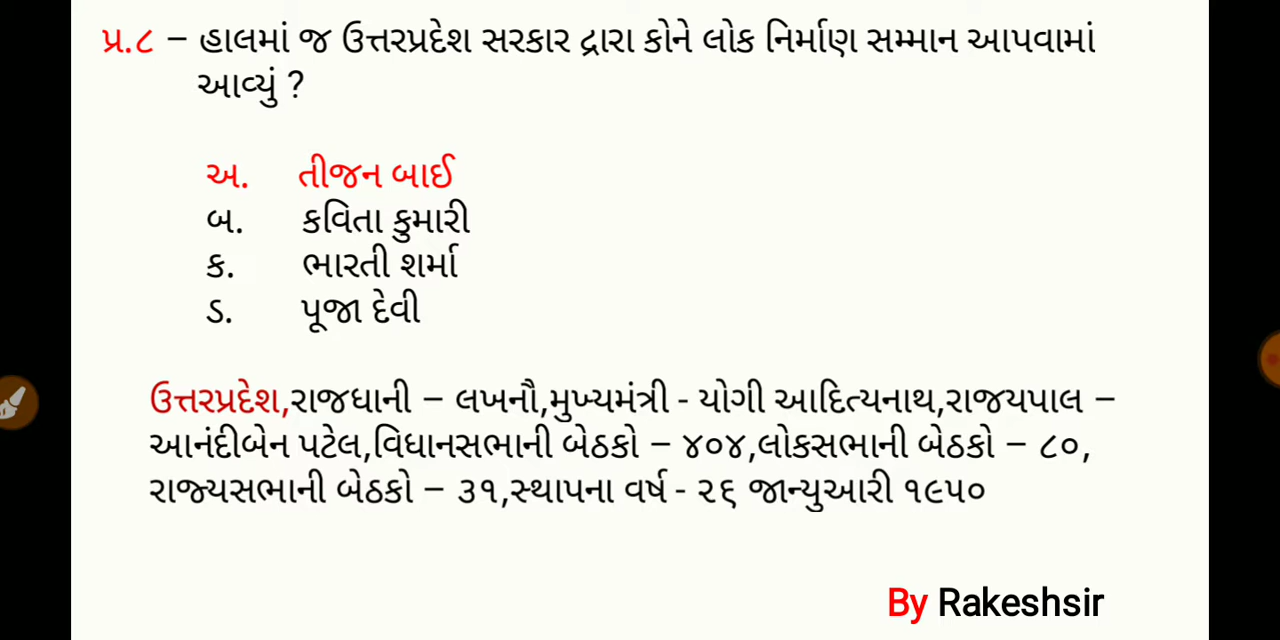 પ્ર.૮ – હાલમાં જ ઉત્તરપ્રદેશ સરકાર દ્રારા કોને લોક નિર્માણ સમ્માન આપવામાં
આવ્યું ?
અ. તીજન બાઈ
બ. કવિતા કુમારી
ક. ભારતી શર્મા
ડ. પૂજા દેવી
ઉત્તરપ્રદેશ,રાજધાની – લખનૌ,મુખ્યમંત્રી - યોગી આદિત્યનાથ,રાજયપાલ –
આનંદીબેન પટેલ,વિધાનસભાની બેઠકો – ૪૦૪,લોકસભાની બેઠકો – ૮૦,
રાજ્યસભાની બેઠકો – ૩૧,સ્થાપના વર્ષ - ૨૬ જાન્યુઆરી ૧૯૫૦
By Rakeshsir